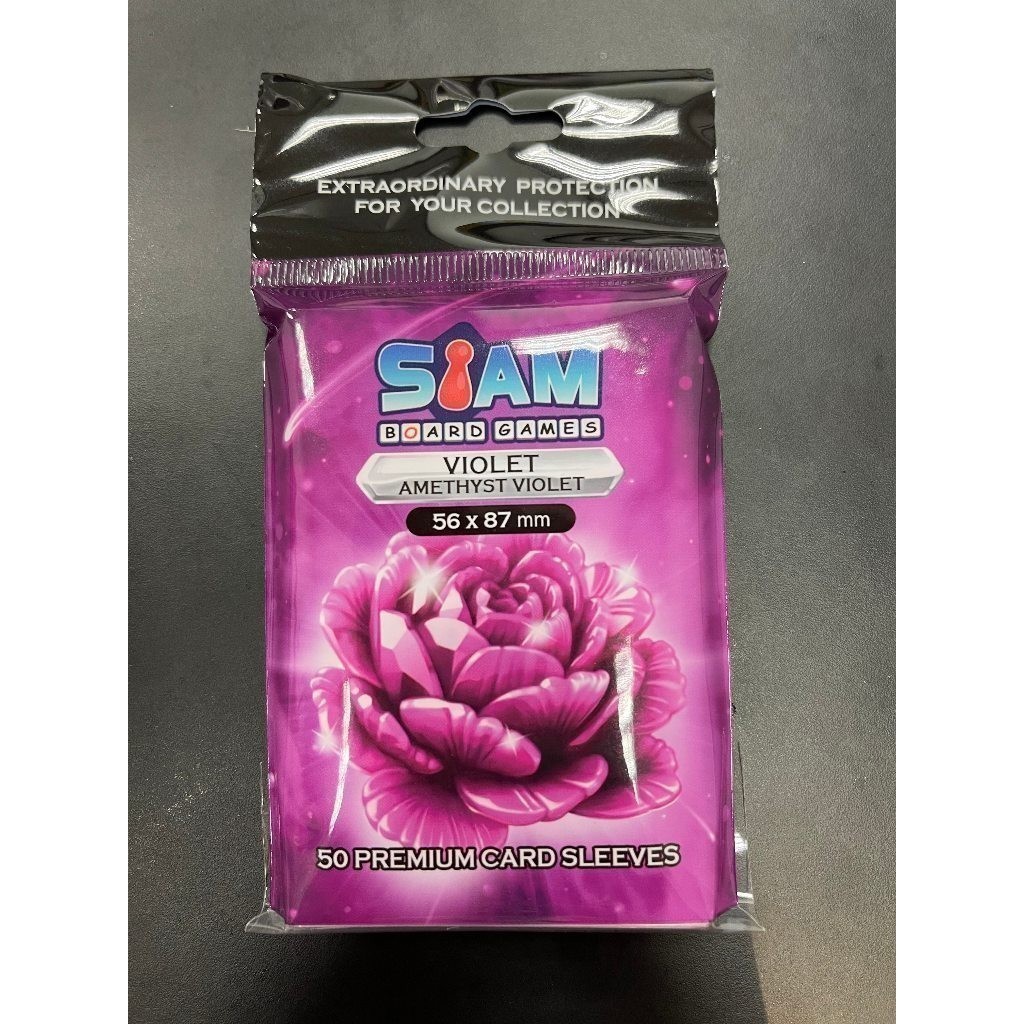 EXTRAORDINARY PROTECTION
FOR YOUR COLLECTION
SIAM
BOARD GAMES
VIOLET
AMETHYST VIOLET
56 x 87 mm
50 PREMIUM CARD SLEEVES